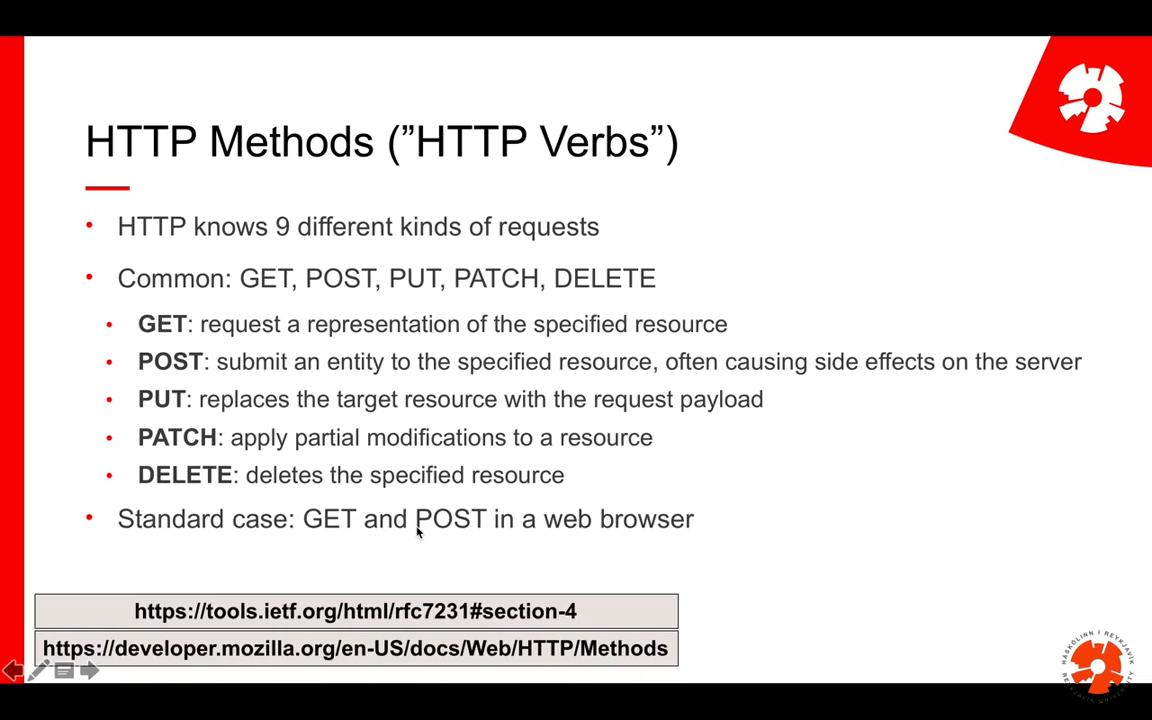 HTTP Methods (”HTTP Verbs”)
• HTTP knows 9 different kinds of requests
• Common: GET, POST, PUT, PATCH, DELETE
• GET: request a representation of the specified resource
• POST: submit an entity to the specified resource, often causing side effects on the server
• PUT: replaces the target resource with the request payload
• PATCH: apply partial modifications to a resource
• DELETE: deletes the specified resource
• Standard case: GET and POST in a web browser
https://tools.ietf.org/html/rfc7231#section-4
https://developer.mozilla.org/en-US/docs/Web/HTTP/Methods
HÁSKÓLINN Í REYKJAVÍK
REYKJAVIK UNIVERSITY